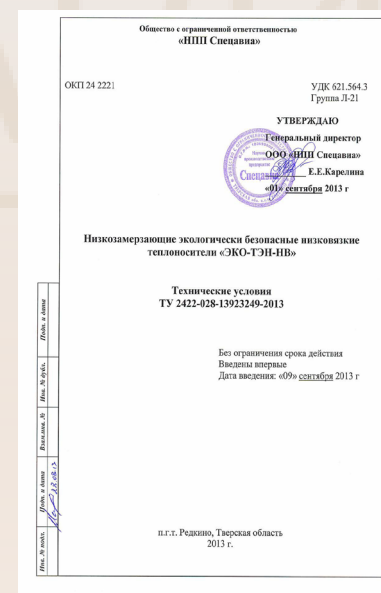 Общество с ограниченной ответственностью
«НПП Спецавиа»
ОКП 24 2221
УДК 621.564.3
Группа Л-21
УТВЕРЖДАЮ
Генеральный директор
ООО «НПП Спецавиа»
Е.Е.Карелина
«01» сентября 2013 г
Спецавиа
Низкозамерзающие экологически безопасные низковязкие
теплоносители «ЭКО-ТЭН-НВ»
Технические условия
ТУ 2422-028-13923249-2013
Без ограничения срока действия
Введены впервые
Дата введения: «09» сентября 2013 г
Подп. и дата
Инв. № дубл.
Взам.инв. №
Подп. и дата
Инв. № подл.
п.г.т. Редкино, Тверская область
2013 г.